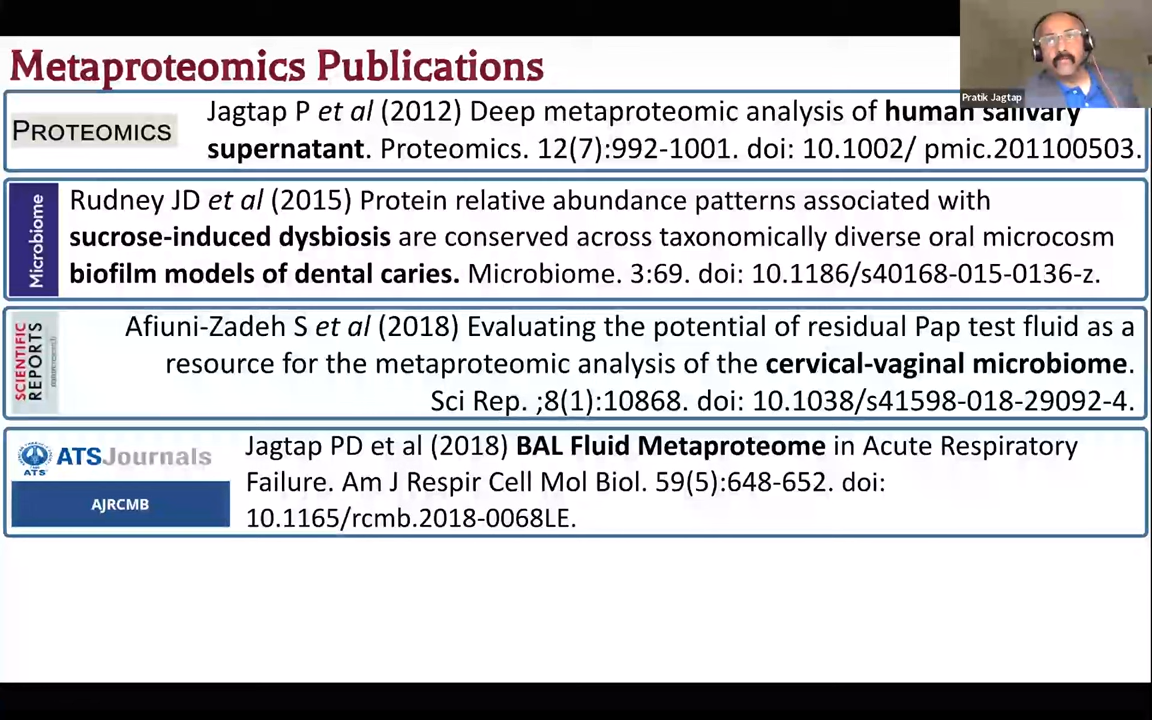 Metaproteomics Publications
Pratik Jagtap
PROTEOMICS
Jagtap P et al (2012) Deep metaproteomic analysis of human salivary
supernatant. Proteomics. 12(7):992-1001. doi: 10.1002/ pmic.201100503.
Microbiome
Rudney JD et al (2015) Protein relative abundance patterns associated with
sucrose-induced dysbiosis are conserved across taxonomically diverse oral microcosm
biofilm models of dental caries. Microbiome. 3:69. doi: 10.1186/s40168-015-0136-z.
SCIENTIFIC
REPORTS
Afiuni-Zadeh S et al (2018) Evaluating the potential of residual Pap test fluid as a
resource for the metaproteomic analysis of the cervical-vaginal microbiome.
Sci Rep. ;8(1):10868. doi: 10.1038/s41598-018-29092-4.
ATS
ATSJournals
AJRCMB
Jagtap PD et al (2018) BAL Fluid Metaproteome in Acute Respiratory
Failure. Am J Respir Cell Mol Biol. 59(5):648-652. doi:
10.1165/rcmb.2018-0068LE.